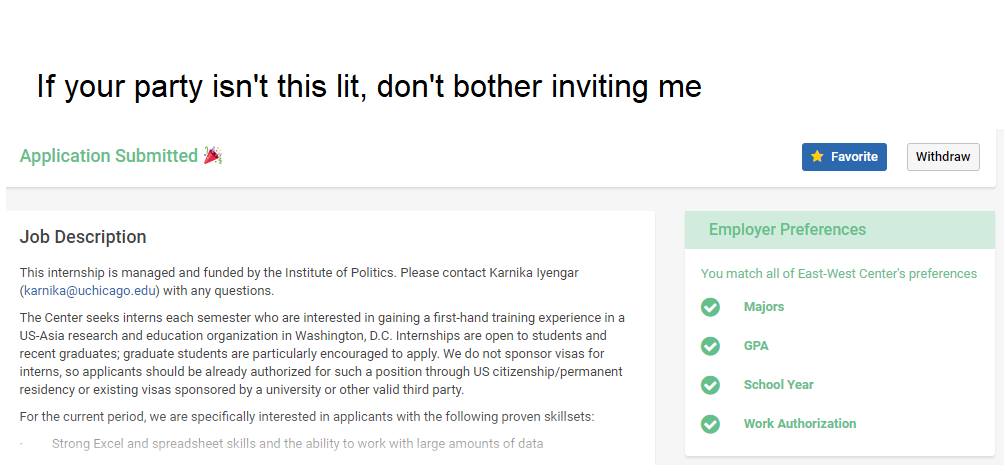 If your party isn't this lit, don't bother inviting me
Application Submitted 🎉
Favorite
Withdraw
Job Description
This internship is managed and funded by the Institute of Politics. Please contact Karnika Iyengar
(karnika@uchicago.edu) with any questions.
The Center seeks interns each semester who are interested in gaining a first-hand training experience in a
US-Asia research and education organization in Washington, D.C. Internships are open to students and
recent graduates; graduate students are particularly encouraged to apply. We do not sponsor visas for
interns, so applicants should be already authorized for such a position through US citizenship/permanent
residency or existing visas sponsored by a university or other valid third party.
For the current period, we are specifically interested in applicants with the following proven skillsets:
· Strong Excel and spreadsheet skills and the ability to work with large amounts of data
Employer Preferences
You match all of East-West Center's preferences
Majors
GPA
School Year
Work Authorization